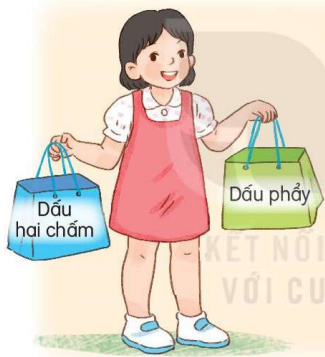 Dấu
hai chấm
Dấu phẩy
KẾT NỐI
VỚI CU